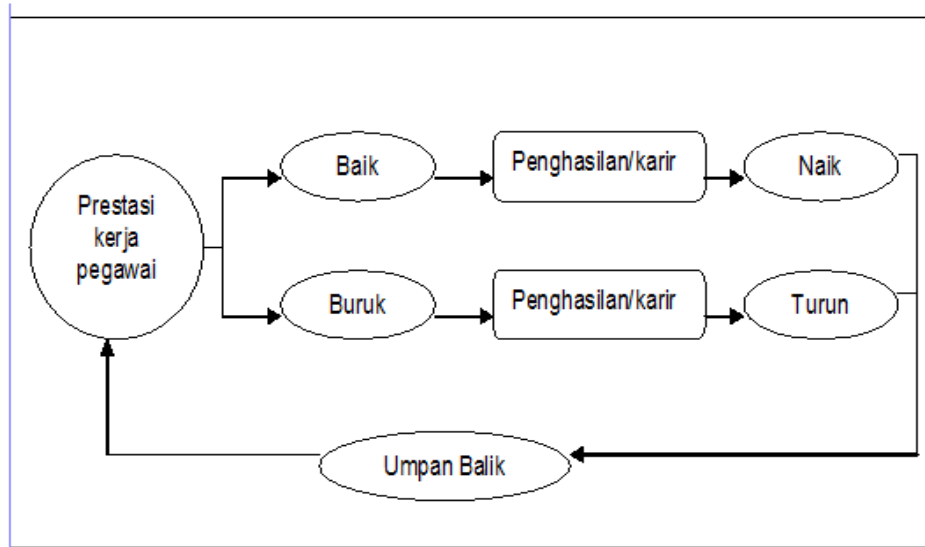 Prestasi
kerja
pegawai
Baik
Penghasilan/karir
Naik
Buruk
Penghasilan/karir
Turun
Umpan Balik